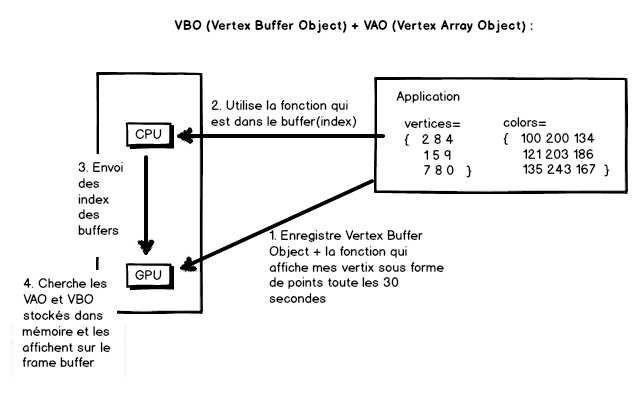 VBO (Vertex Buffer Object) + VAO (Vertex Array Object) :
Application
vertices=
{ 2 8 4
1 5 9
7 8 0 }
colors=
{ 100 200 134
121 203 186
135 243 167 }
2. Utilise la fonction qui
est dans le buffer(index)
CPU
3. Envoi
des
index
des
buffers
1. Enregistre Vertex Buffer
Object + la fonction qui
affiche mes vertix sous forme
de points toute les 30
secondes
GPU
4. Cherche les
VAO et VBO
stockés dans
mémoire et les
affichent sur le
frame buffer